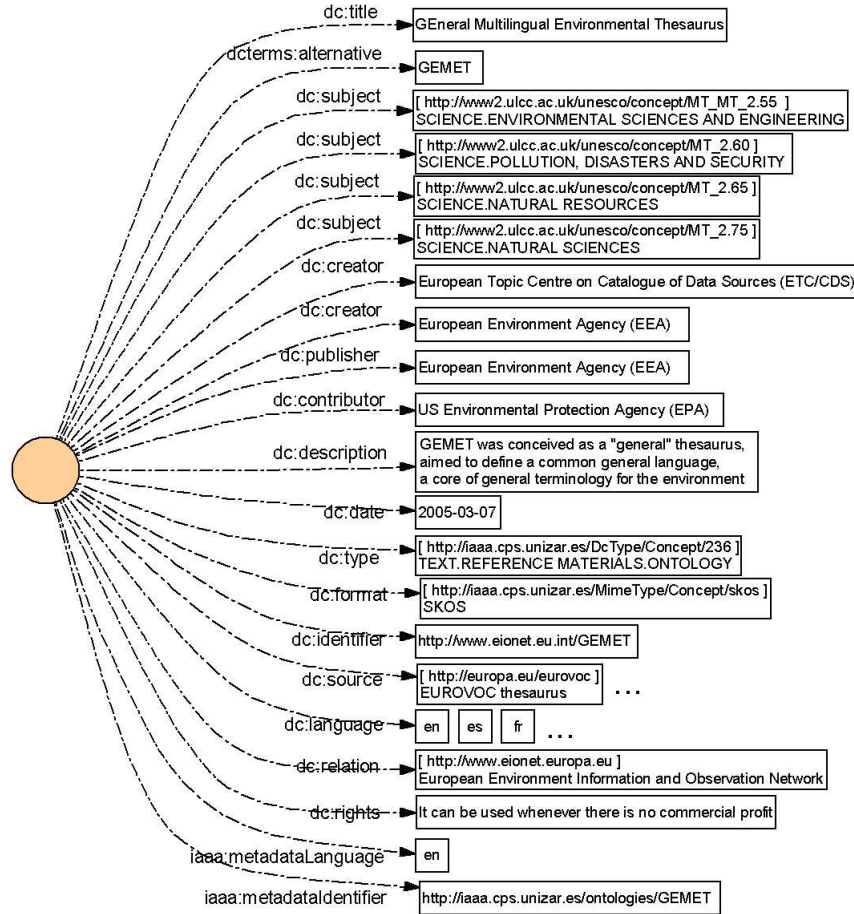 dc:title
GEneral Multilingual Environmental Thesaurus
dcterms:alternative
GEMET
dc:subject
[ http://www2.ulcc.ac.uk/unesco/concept/MT_MT_2.55 ]
SCIENCE.ENVIRONMENTAL SCIENCES AND ENGINEERING
dc:subject
[ http://www2.ulcc.ac.uk/unesco/concept/MT_2.60 ]
SCIENCE.POLLUTION, DISASTERS AND SECURITY
dc:subject
[ http://www2.ulcc.ac.uk/unesco/concept/MT_2.65 ]
SCIENCE.NATURAL RESOURCES
dc:subject
[ http://www2.ulcc.ac.uk/unesco/concept/MT_2.75 ]
SCIENCE.NATURAL SCIENCES
dc:creator
European Topic Centre on Catalogue of Data Sources (ETC/CDS)
dc:creator
European Environment Agency (EEA)
dc:publisher
European Environment Agency (EEA)
dc:contributor
US Environmental Protection Agency (EPA)
dc:description
GEMET was conceived as a "general" thesaurus,
aimed to define a common general language,
a core of general terminology for the environment
dc:date
2005-03-07
dc:type
[ http://iaaa.cps.unizar.es/DcType/Concept/236 ]
TEXT.REFERENCE MATERIALS.ONTOLOGY
dc:format
[ http://iaaa.cps.unizar.es/MimeType/Concept/skos ]
SKOS
dc:identifier
http://www.eionet.eu.int/GEMET
dc:source
[ http://europa.eu/eurovoc ]
EUROVOC thesaurus ...
dc:language
en es fr ...
dc:relation
[ http://www.eionet.europa.eu ]
European Environment Information and Observation Network
dc:rights
It can be used whenever there is no commercial profit
iaaa:metadataLanguage
en
iaaa:metadataIdentifier
http://iaaa.cps.unizar.es/ontologies/GEMET